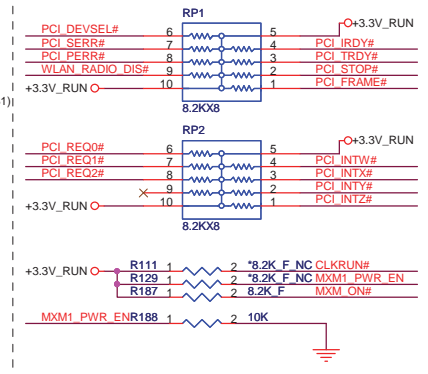 RP1
+3.3V_RUN
PCI_DEVSEL# 6 5
PCI_SERR# 7 4 PCI_IRDY#
PCI_PERR# 8 3 PCI_TRDY#
WLAN_RADIO_DIS# 9 2 PCI_STOP#
+3.3V_RUN 10 1 PCI_FRAME#
1)
8.2KX8
RP2
+3.3V_RUN
PCI_REQ0# 6 5
PCI_REQ1# 7 4 PCI_INTW#
PCI_REQ2# 8 3 PCI_INTX#
9 2 PCI_INTY#
+3.3V_RUN 10 1 PCI_INTZ#
8.2KX8
+3.3V_RUN R111 1 2 *8.2K_F_NC CLKRUN#
R129 1 2 *8.2K_F_NC MXM1_PWR_EN
R187 1 2 8.2K_F MXM_ON#
MXM1_PWR_EN R188 1 2 10K